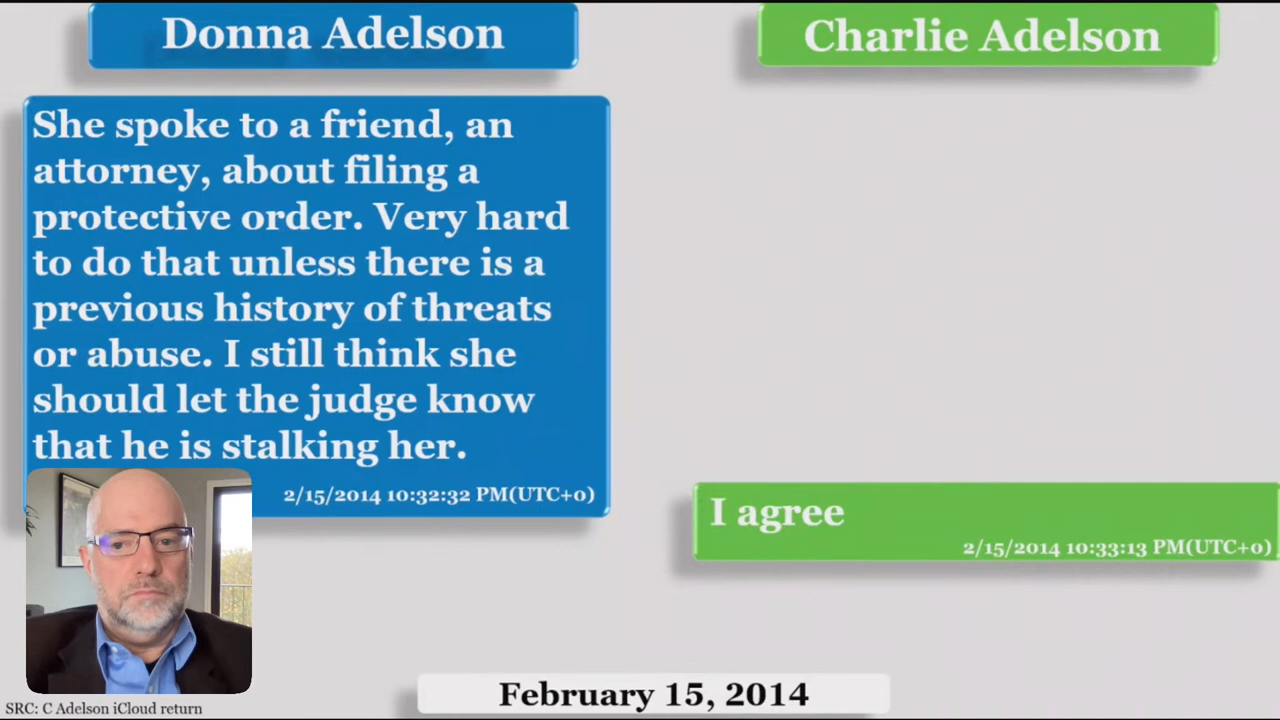 Donna Adelson
Charlie Adelson
She spoke to a friend, an
attorney, about filing a
protective order. Very hard
to do that unless there is a
previous history of threats
or abuse. I still think she
should let the judge know
that he is stalking her.
2/15/2014 10:32:32 PM(UTC+0)
I agree
2/15/2014 10:33:13 PM(UTC+0)
February 15, 2014
SRC: C Adelson iCloud return